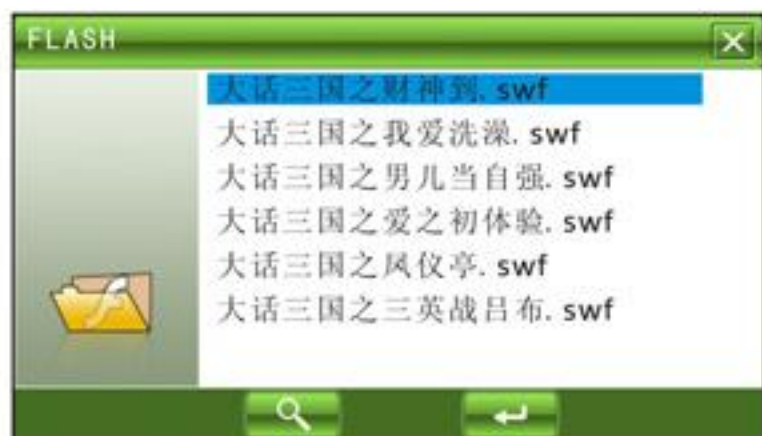 FLASH
大话三国之财神到.swf
大话三国之我爱洗澡.swf
大话三国之男儿当自强.swf
大话三国之爱之初体验.swf
大话三国之凤仪亭.swf
大话三国之三英战吕布.swf